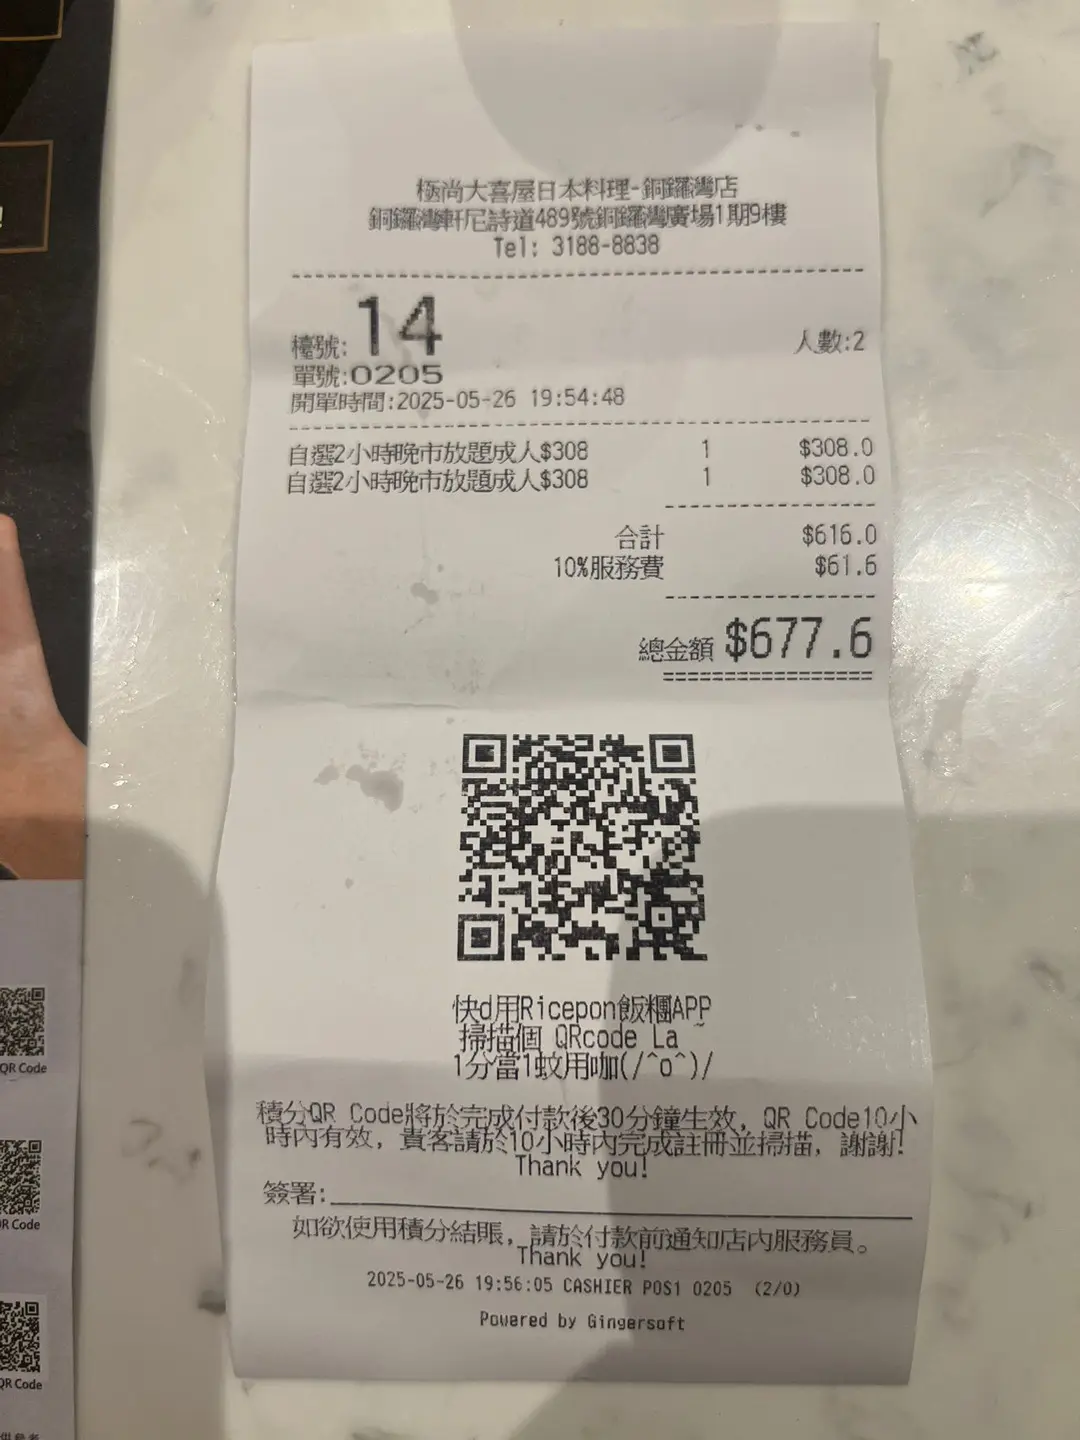 極尚大喜屋日本料理-銅鑼灣店
銅鑼灣軒尼詩道489號銅鑼灣廣場1期9樓
Tel: 3188-8838
檯號: 14
人數:2
單號:0205
開單時間:2025-05-26 19:54:48
自選2小時晚市放題成人$308 1 $308.0
自選2小時晚市放題成人$308 1 $308.0
合計 $616.0
10%服務費 $61.6
總金額 $677.6
快d用Ricepon飯糰APP
掃描個 QRcode La ~
1分當1蚊用咖(/^o^)/
積分QR Code將於完成付款後30分鐘生效, QR Code10小
時內有效, 貴客請於10小時內完成註冊並掃描, 謝謝!
Thank you!
簽署:
如欲使用積分結賬, 請於付款前通知店內服務員。
Thank you!
2025-05-26 19:56:05 CASHIER POS1 0205 (2/0)
Powered by Gingersoft
QR Code
QR Code
QR Code